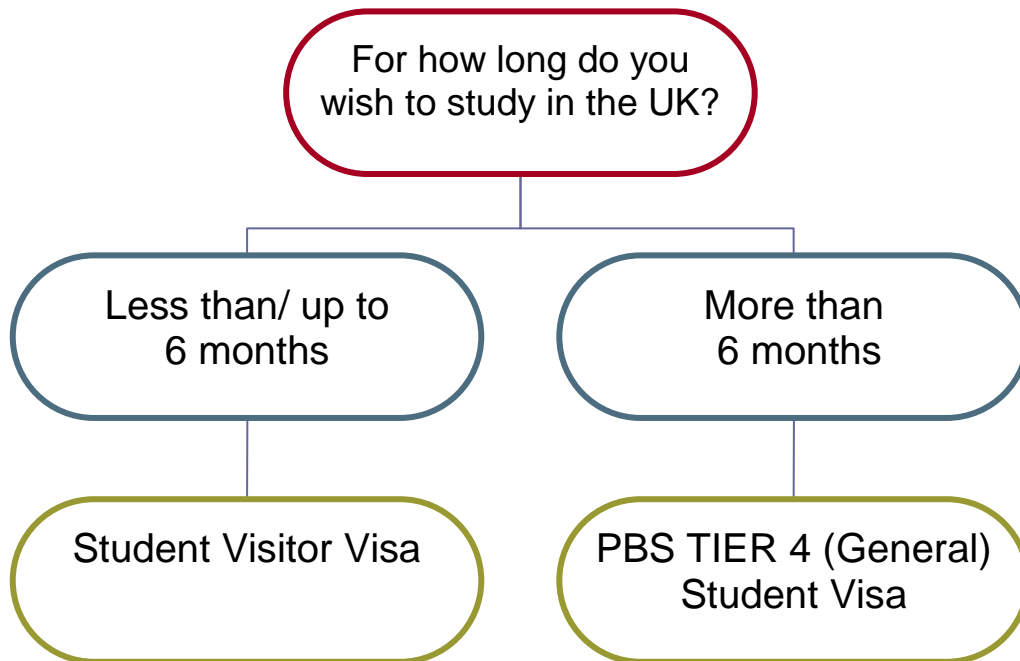 For how long do you
wish to study in the UK?
Less than/ up to
6 months
More than
6 months
Student Visitor Visa
PBS TIER 4 (General)
Student Visa